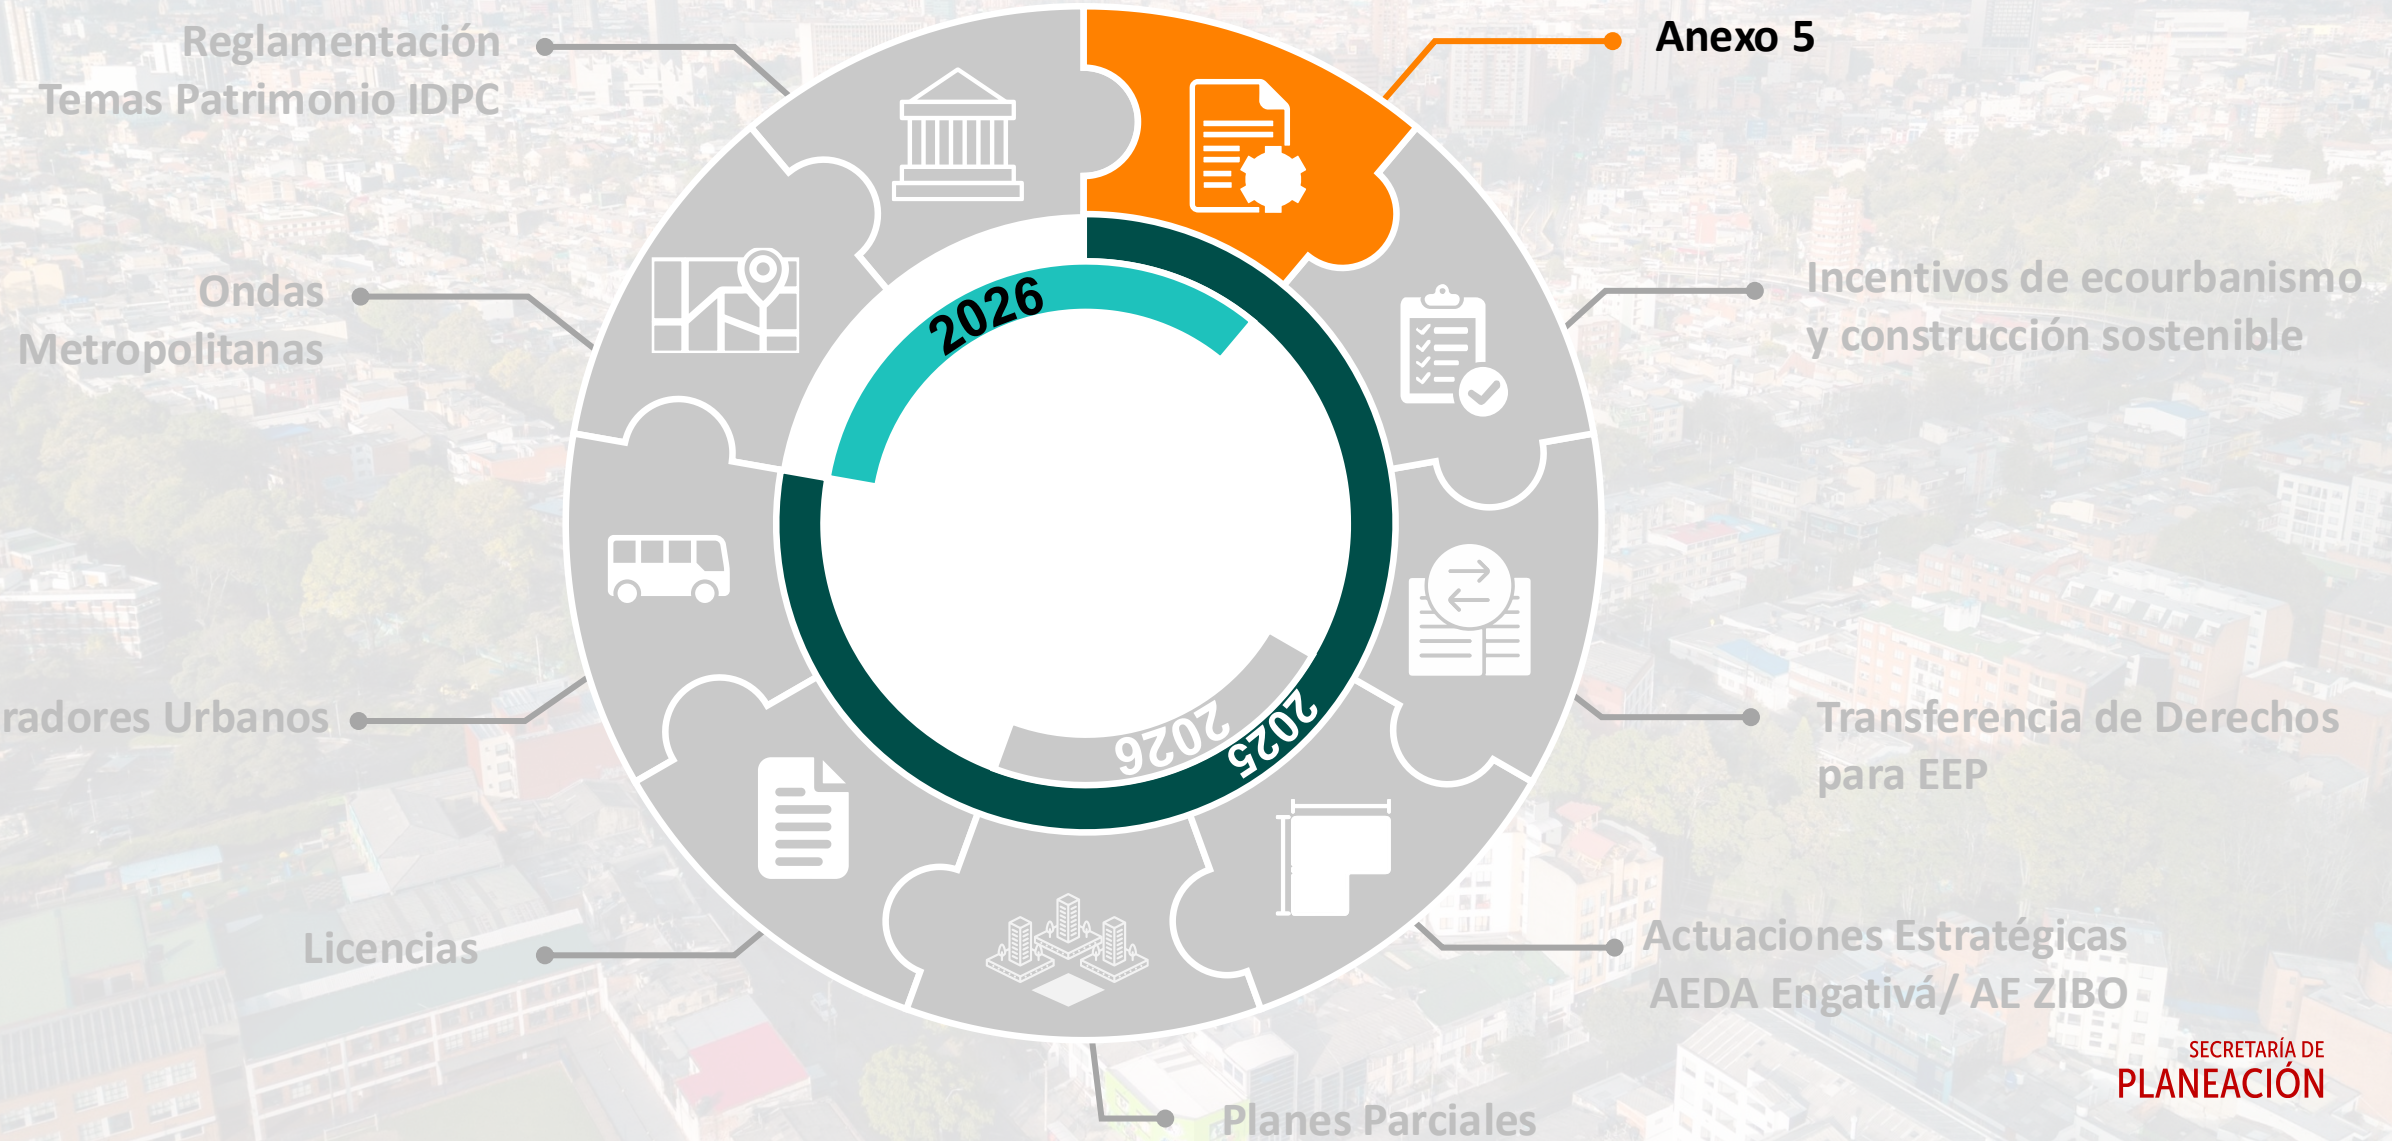 Reglamentación
Temas Patrimonio IDPC
Anexo 5
Ondas
Metropolitanas
2026
Incentivos de ecourbanismo
y construcción sostenible
radores Urbanos
2026
2025
Transferencia de Derechos
para EEP
Licencias
Actuaciones Estratégicas
AEDA Engativá/ AE ZIBO
Planes Parciales
SECRETARÍA DE
PLANEACIÓN